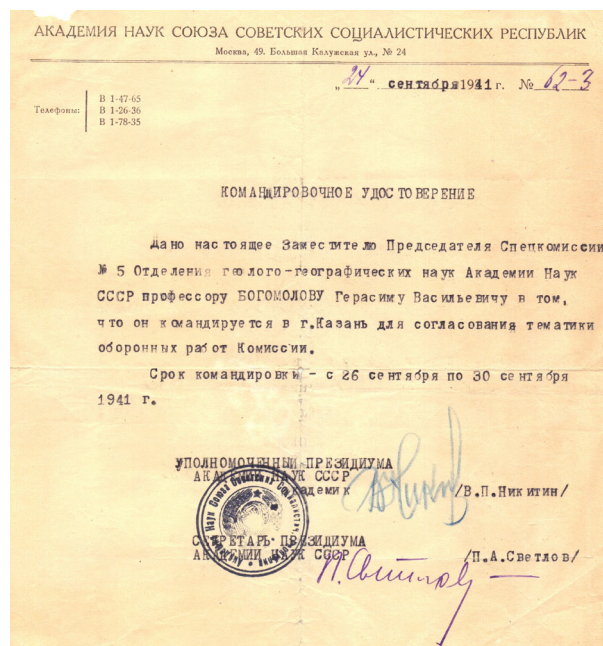 АКАДЕМИЯ НАУК СОЮЗА СОВЕТСКИХ СОЦИАЛИСТИЧЕСКИХ РЕСПУБЛИК
Москва, 49. Большая Калужская ул., № 24
„24“ сентября 1941 г. № 62-3
Телефоны:
В 1-47-65
В 1-26-36
В 1-78-35
КОМАНДИРОВОЧНОЕ УДОСТОВЕРЕНИЕ
Дано настоящее Заместителю Председателя Спецкомиссии
№ 5 Отделения геолого-географических наук Академии Наук
СССР профессору БОГОМОЛОВУ Герасиму Васильевичу в том,
что он командируется в г.Казань для согласования тематики
оборонных работ Комиссии.
Срок командировки - с 26 сентября по 30 сентября
1941 г.
УПОЛНОМОЧЕННЫЙ ПРЕЗИДИУМА
АКАДЕМИИ НАУК СССР
академик /В.П.Никитин/
СЕКРЕТАРЬ ПРЕЗИДИУМА
АКАДЕМИИ НАУК СССР /П.А.Светлов/
П. Светлов